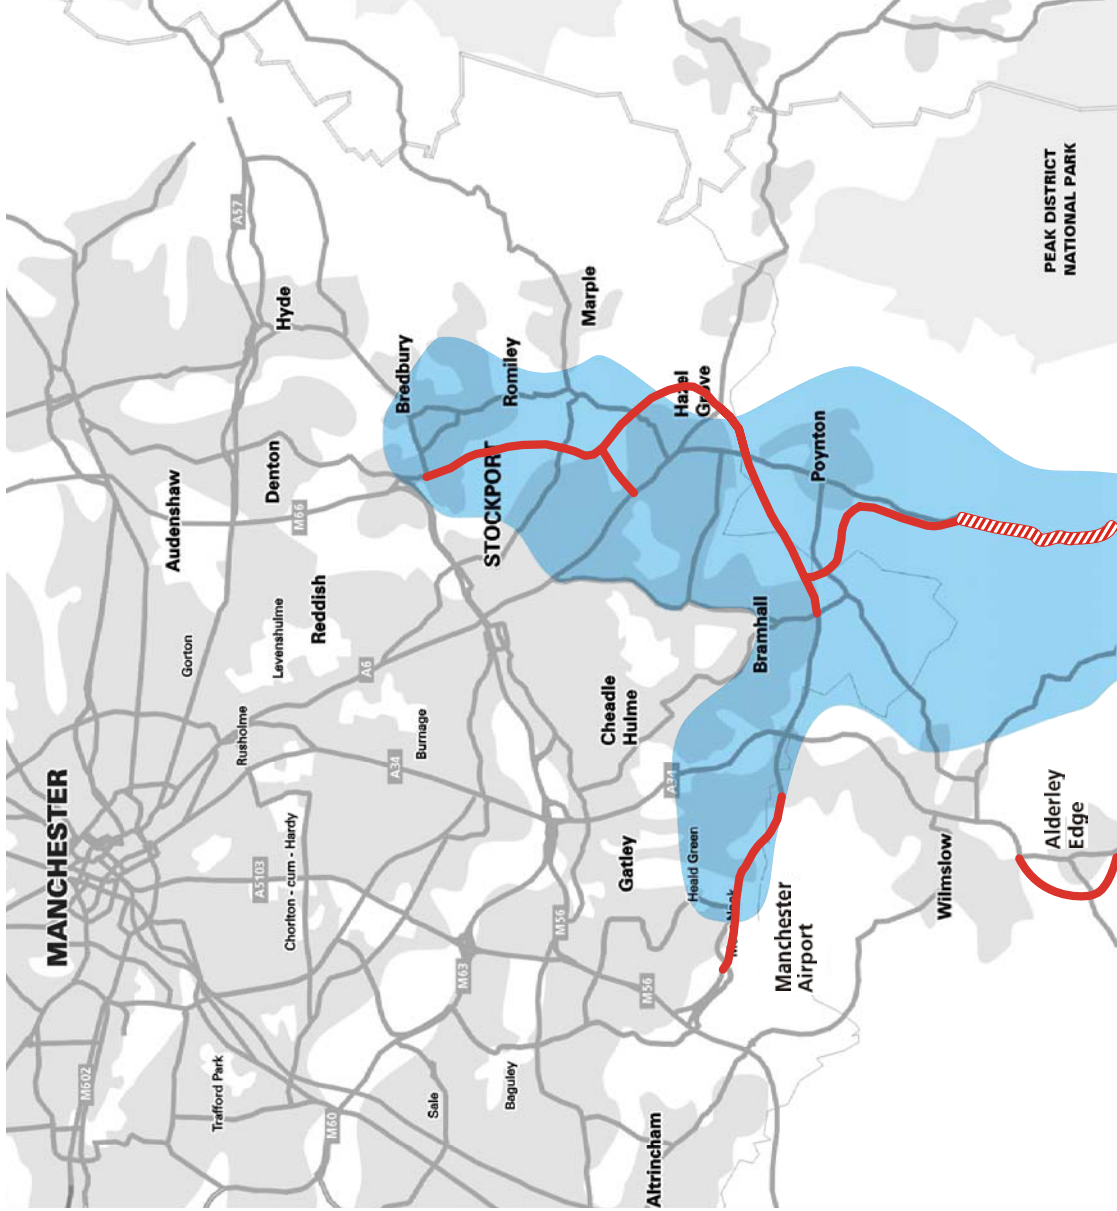 MANCHESTER
M602
A57
Hyde
Audenshaw
Denton
M66
Gorton
Levenshulme
Reddish
Rusholme
A6
Burnage
A34
A5103
Chorlton - cum - Hardy
Trafford Park
M60
M63
Sale
Baguley
M56
M56
Altrincham
Bredbury
Romiley
Marple
STOCKPORT
Hazel
Grove
Poynton
Bramhall
Cheadle
Hulme
A34
Gatley
Heald Green
Manchester
Airport
Wilmslow
Alderley
Edge
PEAK DISTRICT
NATIONAL PARK